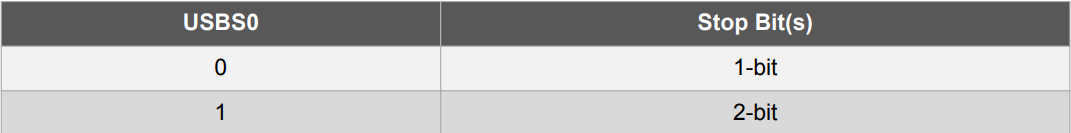 USBS0 Stop Bit(s)
0 1-bit
1 2-bit